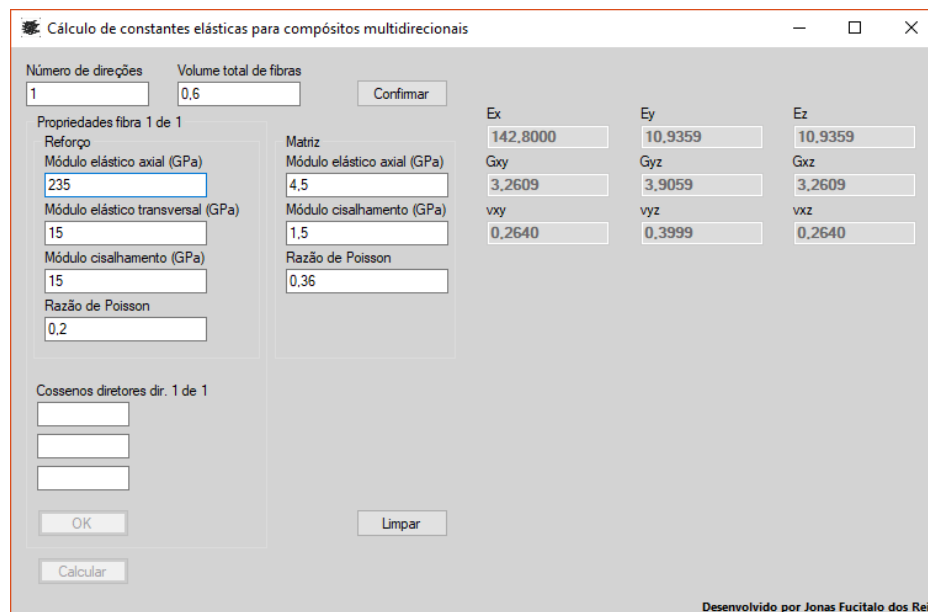 Cálculo de constantes elásticas para compósitos multidirecionais
Número de direções
Volume total de fibras
1
0,6
Confirmar
Propriedades fibra 1 de 1
Reforço
Módulo elástico axial (GPa)
235
Módulo elástico transversal (GPa)
15
Módulo cisalhamento (GPa)
15
Razão de Poisson
0,2
Matriz
Módulo elástico axial (GPa)
4,5
Módulo cisalhamento (GPa)
1,5
Razão de Poisson
0,36
Ex
Ey
Ez
142,8000
10,9359
10,9359
Gxy
Gyz
Gxz
3,2609
3,9059
3,2609
vxy
vyz
vxz
0,2640
0,3999
0,2640
Cossenos diretores dir. 1 de 1
OK
Limpar
Calcular
Desenvolvido por Jonas Fucitalo dos Rei